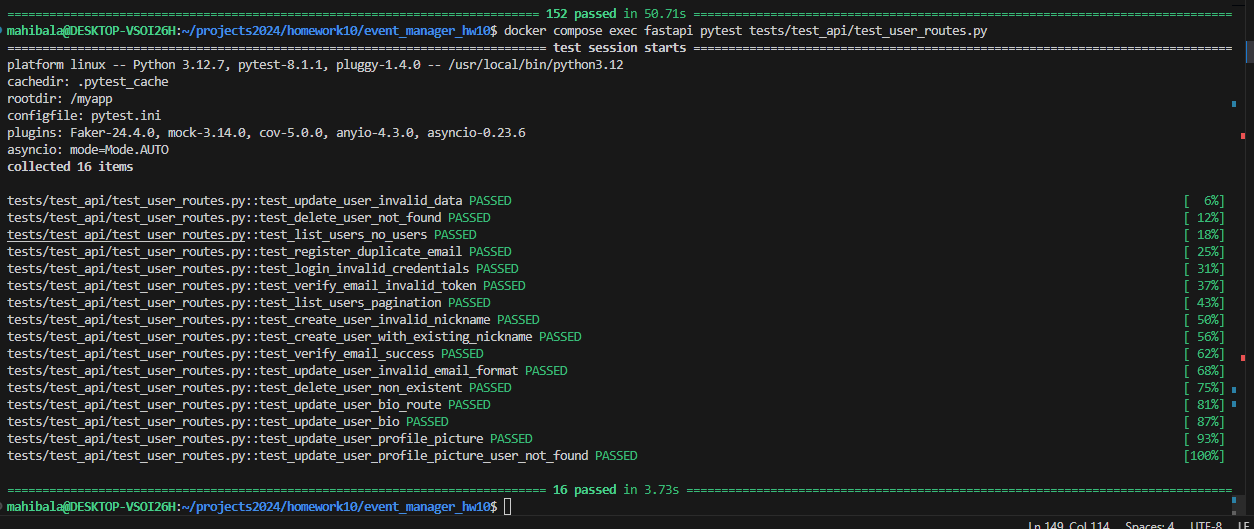 ============================== 152 passed in 50.71s ==============================
mahibala@DESKTOP-VSOI26H:~/projects2024/homework10/event_manager_hw10$ docker compose exec fastapi pytest tests/test_api/test_user_routes.py
============================== test session starts ==============================
platform linux -- Python 3.12.7, pytest-8.1.1, pluggy-1.4.0 -- /usr/local/bin/python3.12
cachedir: .pytest_cache
rootdir: /myapp
configfile: pytest.ini
plugins: Faker-24.4.0, mock-3.14.0, cov-5.0.0, anyio-4.3.0, asyncio-0.23.6
asyncio: mode=Mode.AUTO
collected 16 items
tests/test_api/test_user_routes.py::test_update_user_invalid_data PASSED [  6%]
tests/test_api/test_user_routes.py::test_delete_user_not_found PASSED [ 12%]
tests/test_api/test_user_routes.py::test_list_users_no_users PASSED [ 18%]
tests/test_api/test_user_routes.py::test_register_duplicate_email PASSED [ 25%]
tests/test_api/test_user_routes.py::test_login_invalid_credentials PASSED [ 31%]
tests/test_api/test_user_routes.py::test_verify_email_invalid_token PASSED [ 37%]
tests/test_api/test_user_routes.py::test_list_users_pagination PASSED [ 43%]
tests/test_api/test_user_routes.py::test_create_user_invalid_nickname PASSED [ 50%]
tests/test_api/test_user_routes.py::test_create_user_with_existing_nickname PASSED [ 56%]
tests/test_api/test_user_routes.py::test_verify_email_success PASSED [ 62%]
tests/test_api/test_user_routes.py::test_update_user_invalid_email_format PASSED [ 68%]
tests/test_api/test_user_routes.py::test_delete_user_non_existent PASSED [ 75%]
tests/test_api/test_user_routes.py::test_update_user_bio_route PASSED [ 81%]
tests/test_api/test_user_routes.py::test_update_user_bio PASSED [ 87%]
tests/test_api/test_user_routes.py::test_update_user_profile_picture PASSED [ 93%]
tests/test_api/test_user_routes.py::test_update_user_profile_picture_user_not_found PASSED [100%]
============================== 16 passed in 3.73s ==============================
mahibala@DESKTOP-VSOI26H:~/projects2024/homework10/event_manager_hw10$
Ln 149, Col 114 Spaces: 4 UTF-8 LF